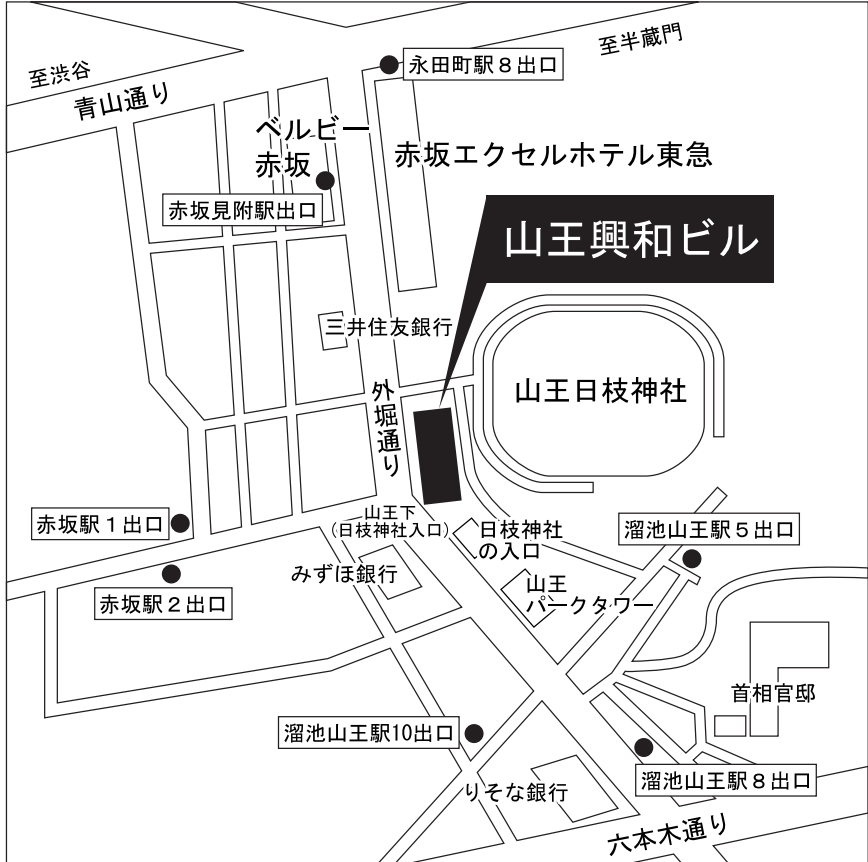 至半蔵門
永田町駅８出口
至渋谷
青山通り
ベルビー
赤坂
赤坂エクセルホテル東急
赤坂見附駅出口
山王興和ビル
三井住友銀行
山王日枝神社
外堀通り
山王下
(日枝神社入口)
赤坂駅１出口
日枝神社
の入口
溜池山王駅５出口
みずほ銀行
山王
パークタワー
赤坂駅２出口
首相官邸
溜池山王駅10出口
溜池山王駅８出口
りそな銀行
六本木通り